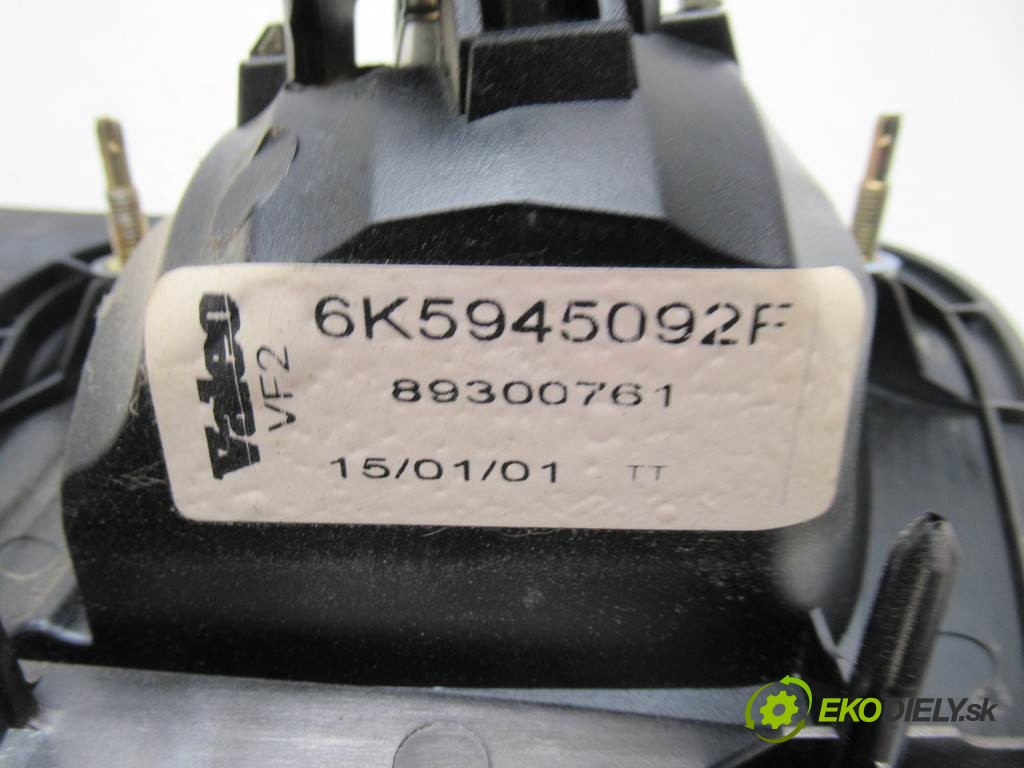 Valeo
VF2
6K5945092F
89300761
15/01/01 TT
EKODIELY.sk